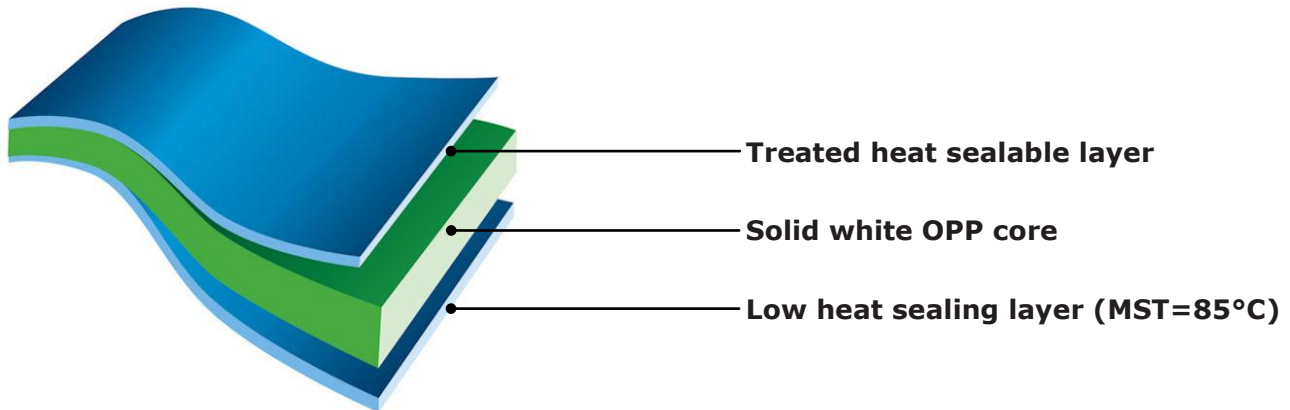 Treated heat sealable layer
Solid white OPP core
Low heat sealing layer (MST=85°C)